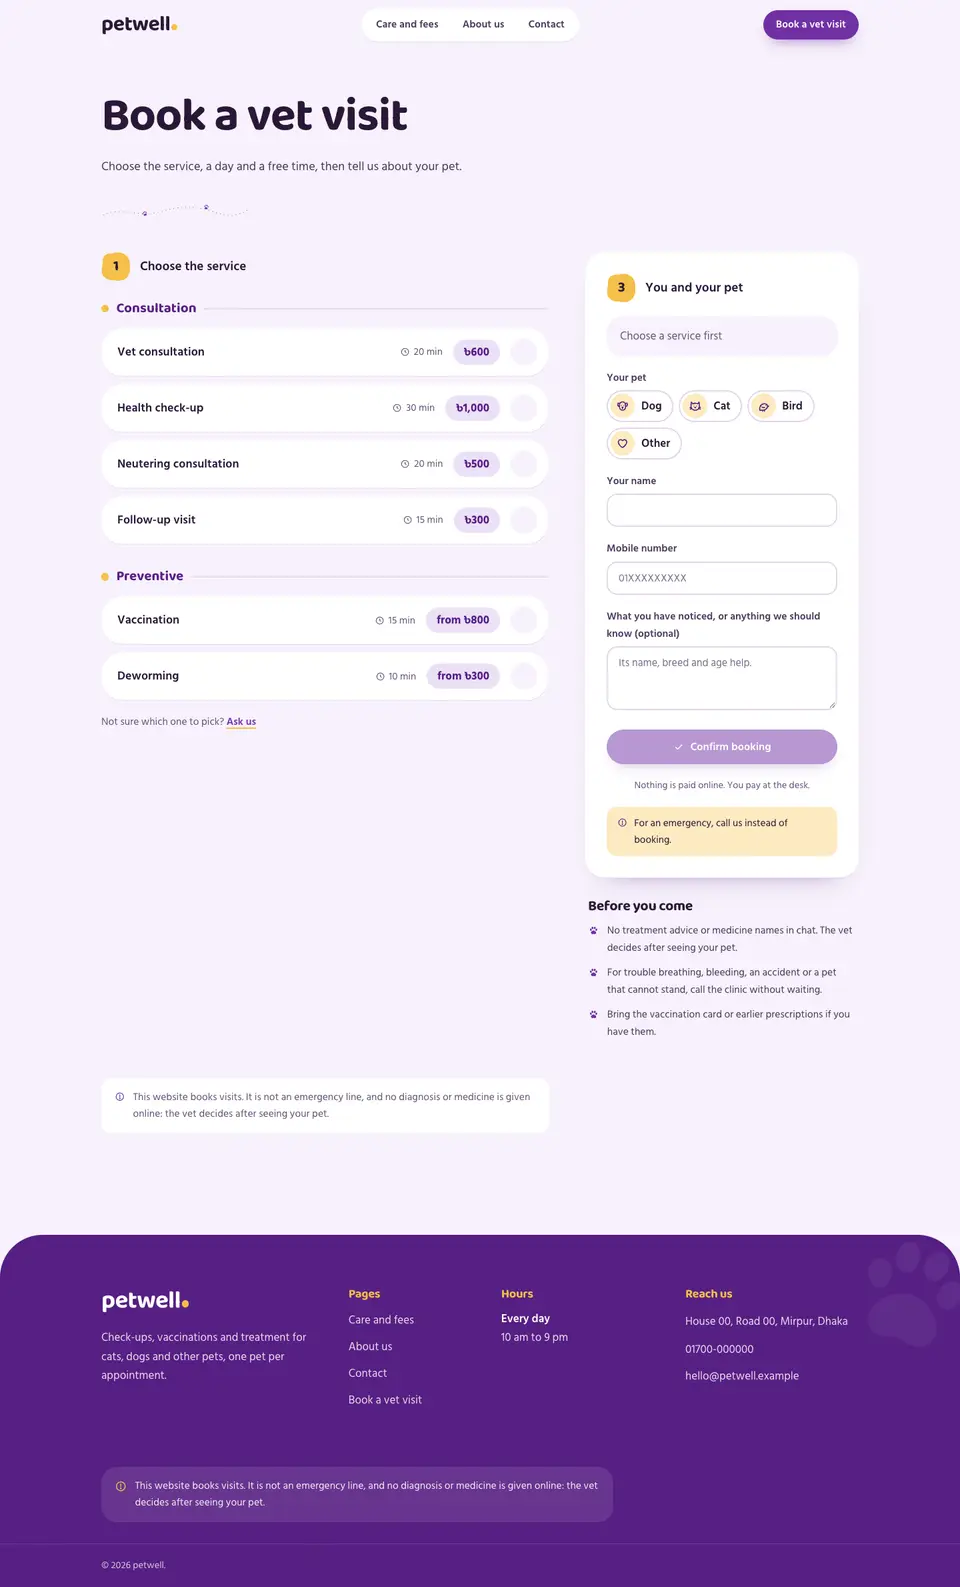 petwell.
Care and fees
About us
Contact
Book a vet visit
Book a vet visit
Choose the service, a day and a free time, then tell us about your pet.
1
Choose the service
Consultation
Vet consultation
20 min
৳600
Health check-up
30 min
৳1,000
Neutering consultation
20 min
৳500
Follow-up visit
15 min
৳300
Preventive
Vaccination
15 min
from ৳800
Deworming
10 min
from ৳300
Not sure which one to pick? Ask us
3
You and your pet
Choose a service first
Your pet
Dog
Cat
Bird
Other
Your name
Mobile number
01XXXXXXXXX
What you have noticed, or anything we should
know (optional)
Its name, breed and age help.
Confirm booking
Nothing is paid online. You pay at the desk.
For an emergency, call us instead of
booking.
Before you come
No treatment advice or medicine names in chat. The vet
decides after seeing your pet.
For trouble breathing, bleeding, an accident or a pet
that cannot stand, call the clinic without waiting.
Bring the vaccination card or earlier prescriptions if you
have them.
This website books visits. It is not an emergency line, and no diagnosis or medicine is given
online: the vet decides after seeing your pet.
petwell.
Check-ups, vaccinations and treatment for
cats, dogs and other pets, one pet per
appointment.
Pages
Care and fees
About us
Contact
Book a vet visit
Hours
Every day
10 am to 9 pm
Reach us
House 00, Road 00, Mirpur, Dhaka
01700-000000
hello@petwell.example
This website books visits. It is not an emergency line, and no diagnosis or medicine is given online: the vet
decides after seeing your pet.
© 2026 petwell.